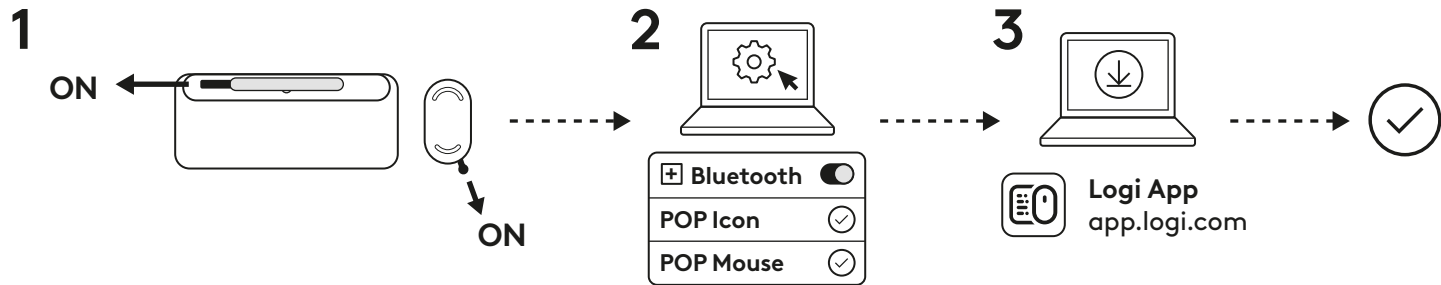 1
ON
ON
2
Bluetooth
POP Icon
POP Mouse
3
Logi App
app.logi.com